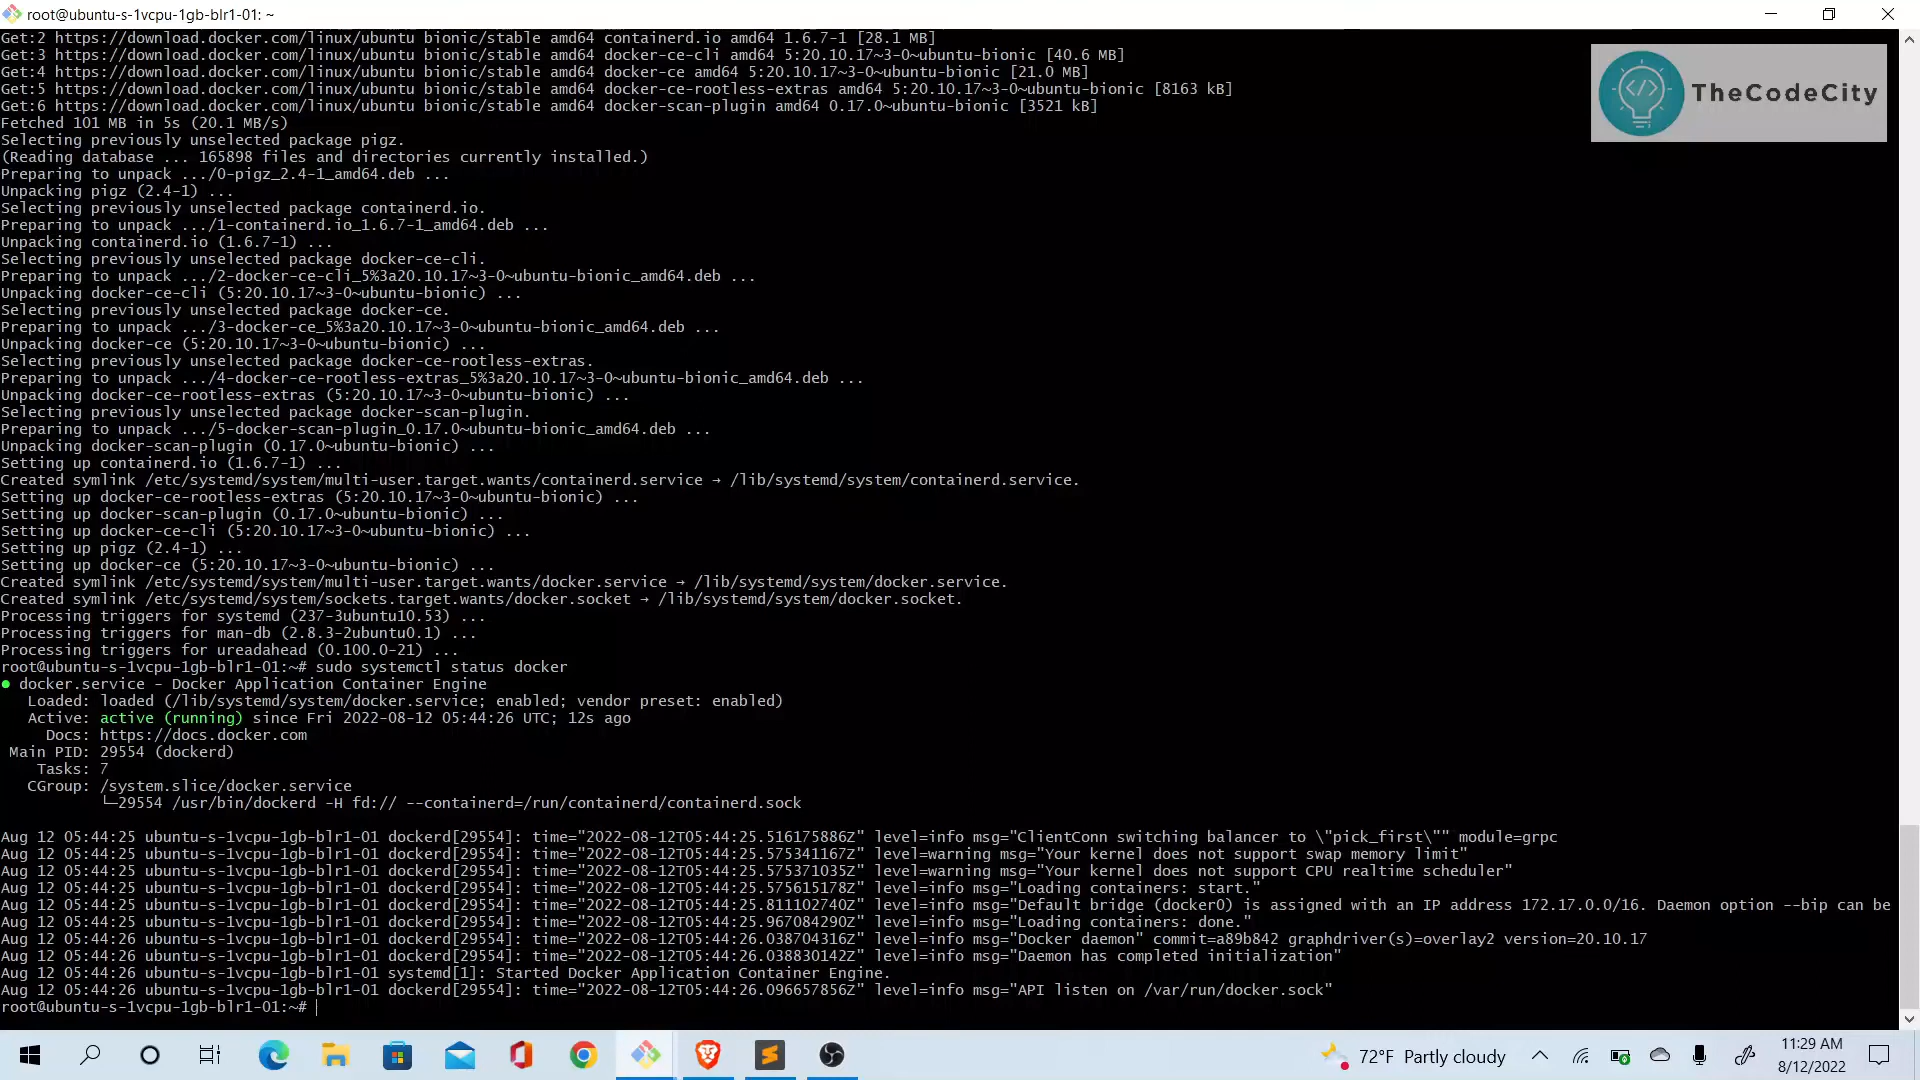 root@ubuntu-s-1vcpu-1gb-blr1-01: ~
Get:2 https://download.docker.com/linux/ubuntu bionic/stable amd64 containerd.io amd64 1.6.7-1 [28.1 MB]
Get:3 https://download.docker.com/linux/ubuntu bionic/stable amd64 docker-ce-cli amd64 5:20.10.17~3-0~ubuntu-bionic [40.6 MB]
Get:4 https://download.docker.com/linux/ubuntu bionic/stable amd64 docker-ce amd64 5:20.10.17~3-0~ubuntu-bionic [21.0 MB]
Get:5 https://download.docker.com/linux/ubuntu bionic/stable amd64 docker-ce-rootless-extras amd64 5:20.10.17~3-0~ubuntu-bionic [8163 kB]
Get:6 https://download.docker.com/linux/ubuntu bionic/stable amd64 docker-scan-plugin amd64 0.17.0~ubuntu-bionic [3521 kB]
TheCodeCity
Fetched 101 MB in 5s (20.1 MB/s)
Selecting previously unselected package pigz.
(Reading database ... 165898 files and directories currently installed.)
Preparing to unpack .../0-pigz_2.4-1_amd64.deb ...
Unpacking pigz (2.4-1) ...
Selecting previously unselected package containerd.io.
Preparing to unpack .../1-containerd.io_1.6.7-1_amd64.deb ...
Unpacking containerd.io (1.6.7-1) ...
Selecting previously unselected package docker-ce-cli.
Preparing to unpack .../2-docker-ce-cli_5%3a20.10.17~3-0~ubuntu-bionic_amd64.deb ...
Unpacking docker-ce-cli (5:20.10.17~3-0~ubuntu-bionic) ...
Selecting previously unselected package docker-ce.
Preparing to unpack .../3-docker-ce_5%3a20.10.17~3-0~ubuntu-bionic_amd64.deb ...
Unpacking docker-ce (5:20.10.17~3-0~ubuntu-bionic) ...
Selecting previously unselected package docker-ce-rootless-extras.
Preparing to unpack .../4-docker-ce-rootless-extras_5%3a20.10.17~3-0~ubuntu-bionic_amd64.deb ...
Unpacking docker-ce-rootless-extras (5:20.10.17~3-0~ubuntu-bionic) ...
Selecting previously unselected package docker-scan-plugin.
Preparing to unpack .../5-docker-scan-plugin_0.17.0~ubuntu-bionic_amd64.deb ...
Unpacking docker-scan-plugin (0.17.0~ubuntu-bionic) ...
Setting up containerd.io (1.6.7-1) ...
Created symlink /etc/systemd/system/multi-user.target.wants/containerd.service → /lib/systemd/system/containerd.service.
Setting up docker-ce-rootless-extras (5:20.10.17~3-0~ubuntu-bionic) ...
Setting up docker-scan-plugin (0.17.0~ubuntu-bionic) ...
Setting up docker-ce-cli (5:20.10.17~3-0~ubuntu-bionic) ...
Setting up pigz (2.4-1) ...
Setting up docker-ce (5:20.10.17~3-0~ubuntu-bionic) ...
Created symlink /etc/systemd/system/multi-user.target.wants/docker.service → /lib/systemd/system/docker.service.
Created symlink /etc/systemd/system/sockets.target.wants/docker.socket → /lib/systemd/system/docker.socket.
Processing triggers for systemd (237-3ubuntu10.53) ...
Processing triggers for man-db (2.8.3-2ubuntu0.1) ...
Processing triggers for ureadahead (0.100.0-21) ...
root@ubuntu-s-1vcpu-1gb-blr1-01:~# sudo systemctl status docker
● docker.service - Docker Application Container Engine
Loaded: loaded (/lib/systemd/system/docker.service; enabled; vendor preset: enabled)
Active: active (running) since Fri 2022-08-12 05:44:26 UTC; 12s ago
Docs: https://docs.docker.com
Main PID: 29554 (dockerd)
Tasks: 7
CGroup: /system.slice/docker.service
└─29554 /usr/bin/dockerd -H fd:// --containerd=/run/containerd/containerd.sock
Aug 12 05:44:25 ubuntu-s-1vcpu-1gb-blr1-01 dockerd[29554]: time="2022-08-12T05:44:25.516175886Z" level=info msg="ClientConn switching balancer to \"pick_first\"" module=grpc
Aug 12 05:44:25 ubuntu-s-1vcpu-1gb-blr1-01 dockerd[29554]: time="2022-08-12T05:44:25.575341167Z" level=warning msg="Your kernel does not support swap memory limit"
Aug 12 05:44:25 ubuntu-s-1vcpu-1gb-blr1-01 dockerd[29554]: time="2022-08-12T05:44:25.575371035Z" level=warning msg="Your kernel does not support CPU realtime scheduler"
Aug 12 05:44:25 ubuntu-s-1vcpu-1gb-blr1-01 dockerd[29554]: time="2022-08-12T05:44:25.575615178Z" level=info msg="Loading containers: start."
Aug 12 05:44:25 ubuntu-s-1vcpu-1gb-blr1-01 dockerd[29554]: time="2022-08-12T05:44:25.811102740Z" level=info msg="Default bridge (docker0) is assigned with an IP address 172.17.0.0/16. Daemon option --bip can be
Aug 12 05:44:25 ubuntu-s-1vcpu-1gb-blr1-01 dockerd[29554]: time="2022-08-12T05:44:25.967084290Z" level=info msg="Loading containers: done."
Aug 12 05:44:26 ubuntu-s-1vcpu-1gb-blr1-01 dockerd[29554]: time="2022-08-12T05:44:26.038704316Z" level=info msg="Docker daemon" commit=a89b842 graphdriver(s)=overlay2 version=20.10.17
Aug 12 05:44:26 ubuntu-s-1vcpu-1gb-blr1-01 dockerd[29554]: time="2022-08-12T05:44:26.038830142Z" level=info msg="Daemon has completed initialization"
Aug 12 05:44:26 ubuntu-s-1vcpu-1gb-blr1-01 systemd[1]: Started Docker Application Container Engine.
Aug 12 05:44:26 ubuntu-s-1vcpu-1gb-blr1-01 dockerd[29554]: time="2022-08-12T05:44:26.096657856Z" level=info msg="API listen on /var/run/docker.sock"
root@ubuntu-s-1vcpu-1gb-blr1-01:~#
72°F Partly cloudy
11:29 AM
8/12/2022